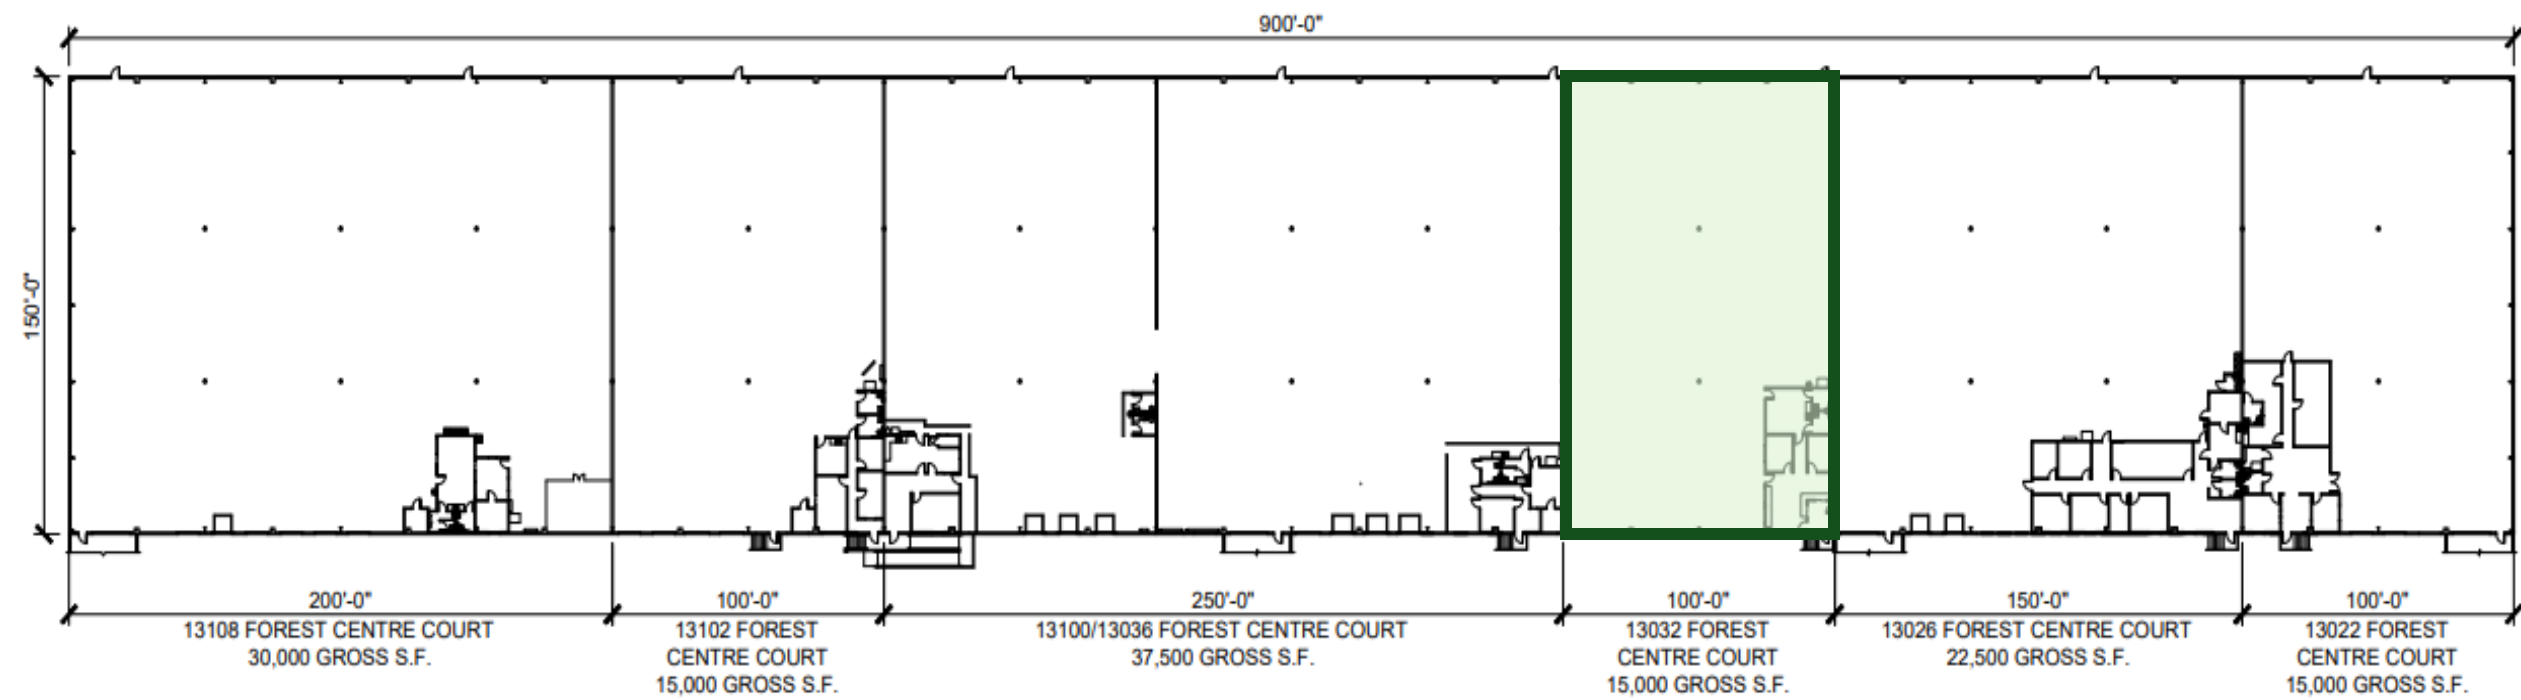 900'-0"
150'-0"
200'-0"
13108 FOREST CENTRE COURT
30,000 GROSS S.F.
100'-0"
13102 FOREST
CENTRE COURT
15,000 GROSS S.F.
250'-0"
13100/13036 FOREST CENTRE COURT
37,500 GROSS S.F.
100'-0"
13032 FOREST
CENTRE COURT
15,000 GROSS S.F.
150'-0"
13026 FOREST CENTRE COURT
22,500 GROSS S.F.
100'-0"
13022 FOREST
CENTRE COURT
15,000 GROSS S.F.